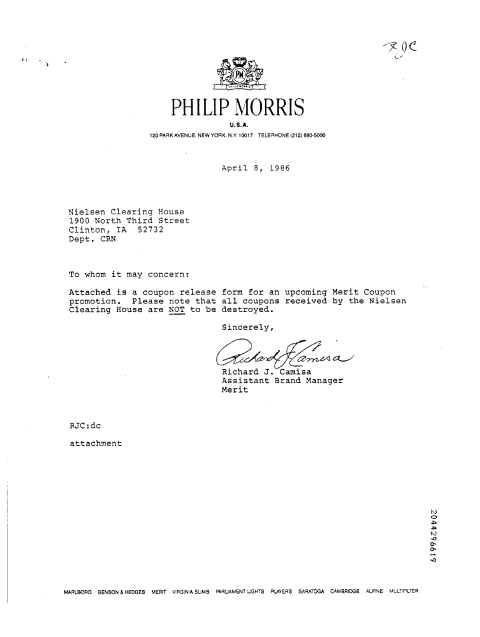 RJC
PM
PHILIP MORRIS
U.S.A.
120 PARK AVENUE, NEW YORK, N.Y. 10017 TELEPHONE (212) 880-5000
April 8, 1986
Nielsen Clearing House
1900 North Third Street
Clinton, IA 52732
Dept. CRN
To whom it may concern:
Attached is a coupon release form for an upcoming Merit Coupon
promotion. Please note that all coupons received by the Nielsen
Clearing House are NOT to be destroyed.
Sincerely,
Richard J Camisa
Richard J. Camisa
Assistant Brand Manager
Merit
RJC:dc
attachment
2044296619
MARLBORO BENSON & HEDGES MERIT VIRGINIA SLIMS PARLIAMENT LIGHTS PLAYERS SARATOGA CAMBRIDGE ALPINE MULTIFILTER